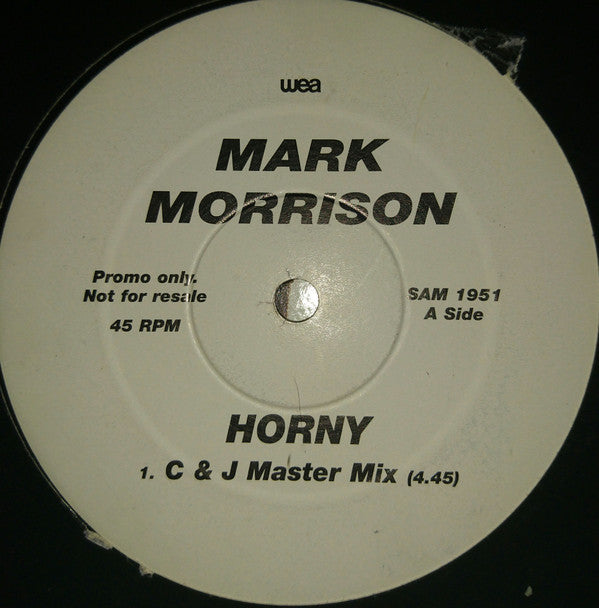 wea
MARK
MORRISON
Promo only.
Not for resale
45 RPM
SAM 1951
A Side
HORNY
1. C & J Master Mix (4.45)